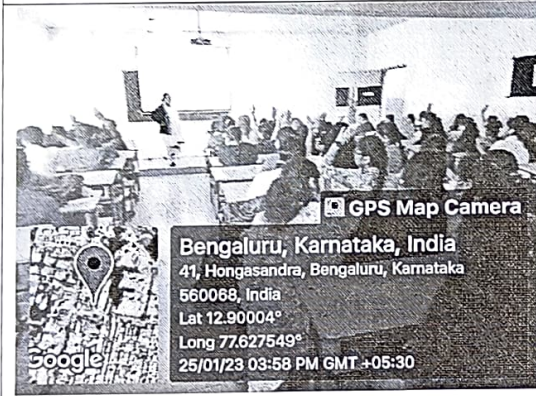 GPS Map Camera
Bengaluru, Karnataka, India
41, Hongasandra, Bengaluru, Karnataka
560068, India
Lat 12.90004°
Long 77.627549°
25/01/23 03:58 PM GMT +05:30
Google